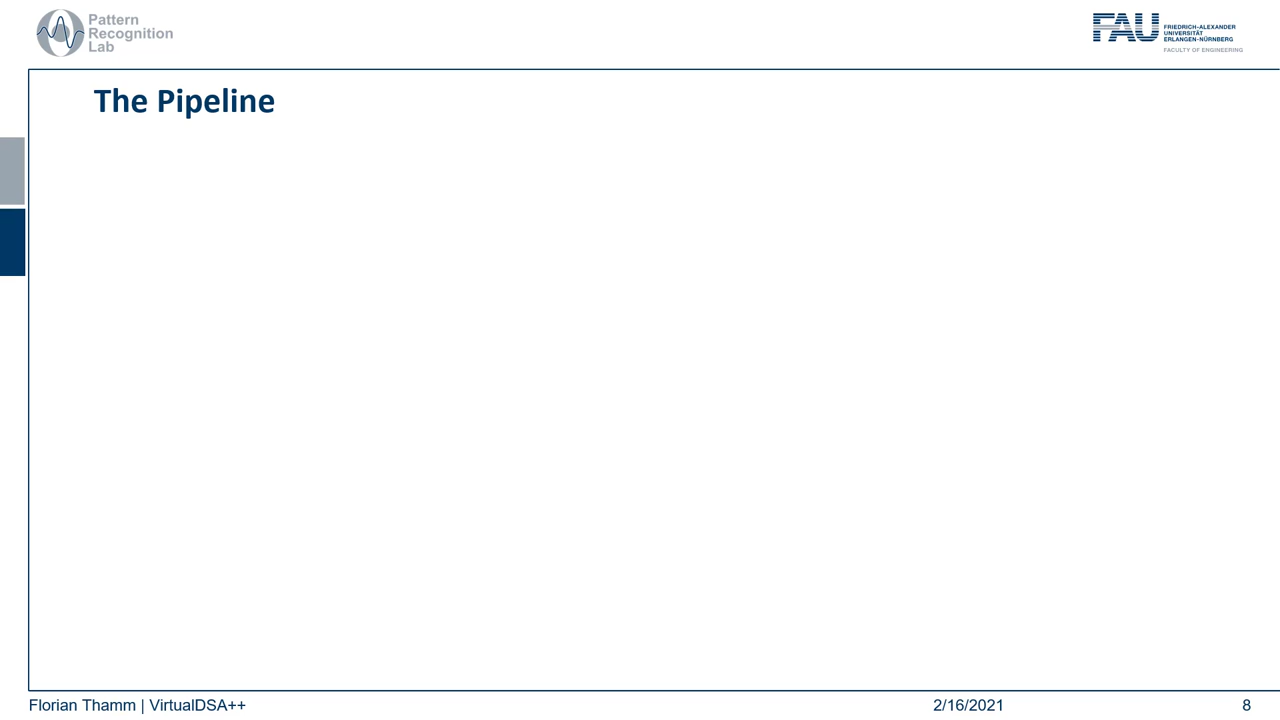 Pattern
Recognition
Lab
FAU
FRIEDRICH-ALEXANDER
UNIVERSITÄT
ERLANGEN-NÜRNBERG
FACULTY OF ENGINEERING
The Pipeline
Florian Thamm | VirtualDSA++
2/16/2021
8